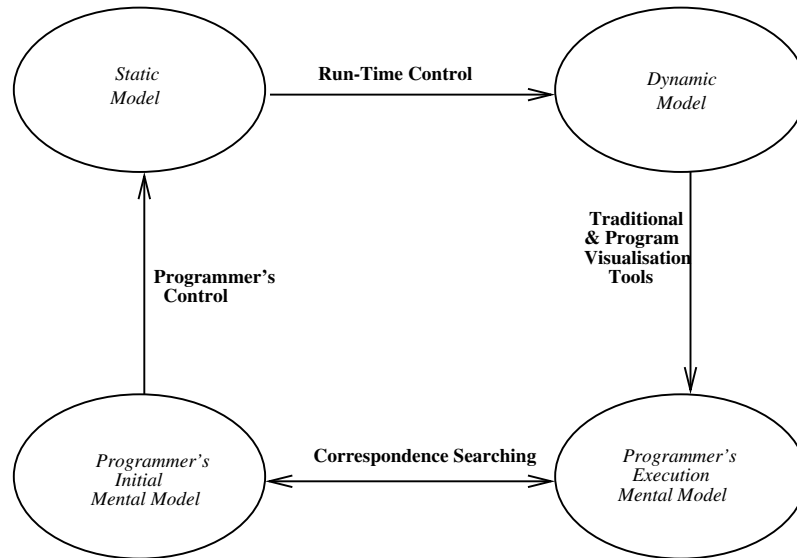 Static
Model
Run-Time Control
Dynamic
Model
Traditional
& Program
Visualisation
Tools
Programmer's
Control
Programmer's
Initial
Mental Model
Correspondence Searching
Programmer's
Execution
Mental Model